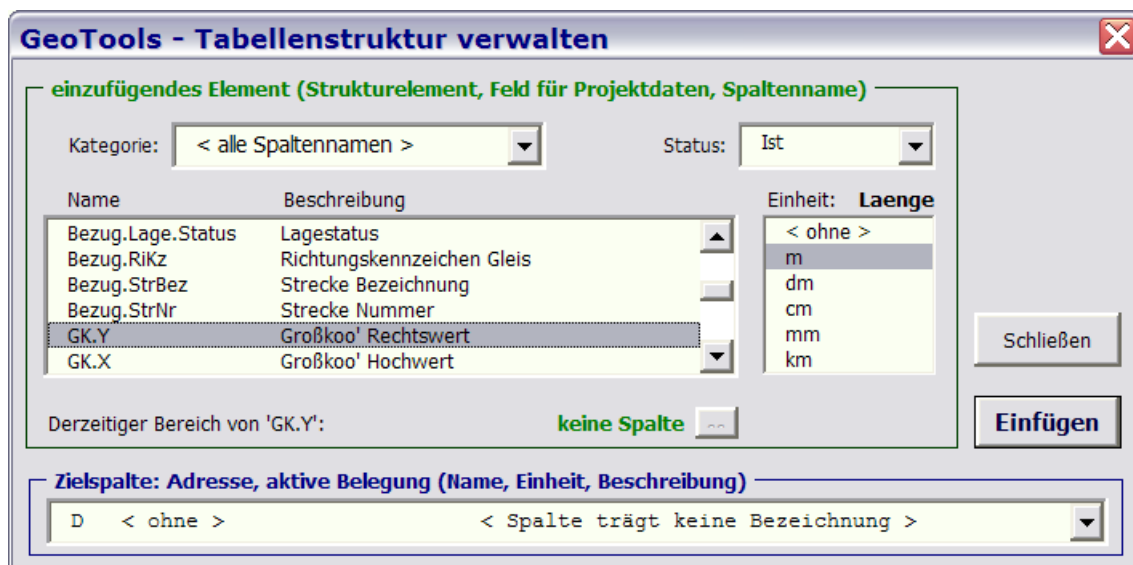 GeoTools - Tabellenstruktur verwalten
einzufügendes Element (Strukturelement, Feld für Projektdaten, Spaltenname)
Kategorie: < alle Spaltennamen > Status: Ist
Name Beschreibung Einheit: Laenge
Bezug.Lage.Status Lagestatus < ohne >
Bezug.RiKz Richtungskennzeichen Gleis m
Bezug.StrBez Strecke Bezeichnung dm
Bezug.StrNr Strecke Nummer cm
GK.Y Großkoo' Rechtswert mm
GK.X Großkoo' Hochwert km
Schließen
Derzeitiger Bereich von 'GK.Y': keine Spalte ...
Einfügen
Zielspalte: Adresse, aktive Belegung (Name, Einheit, Beschreibung)
D < ohne > < Spalte trägt keine Bezeichnung >